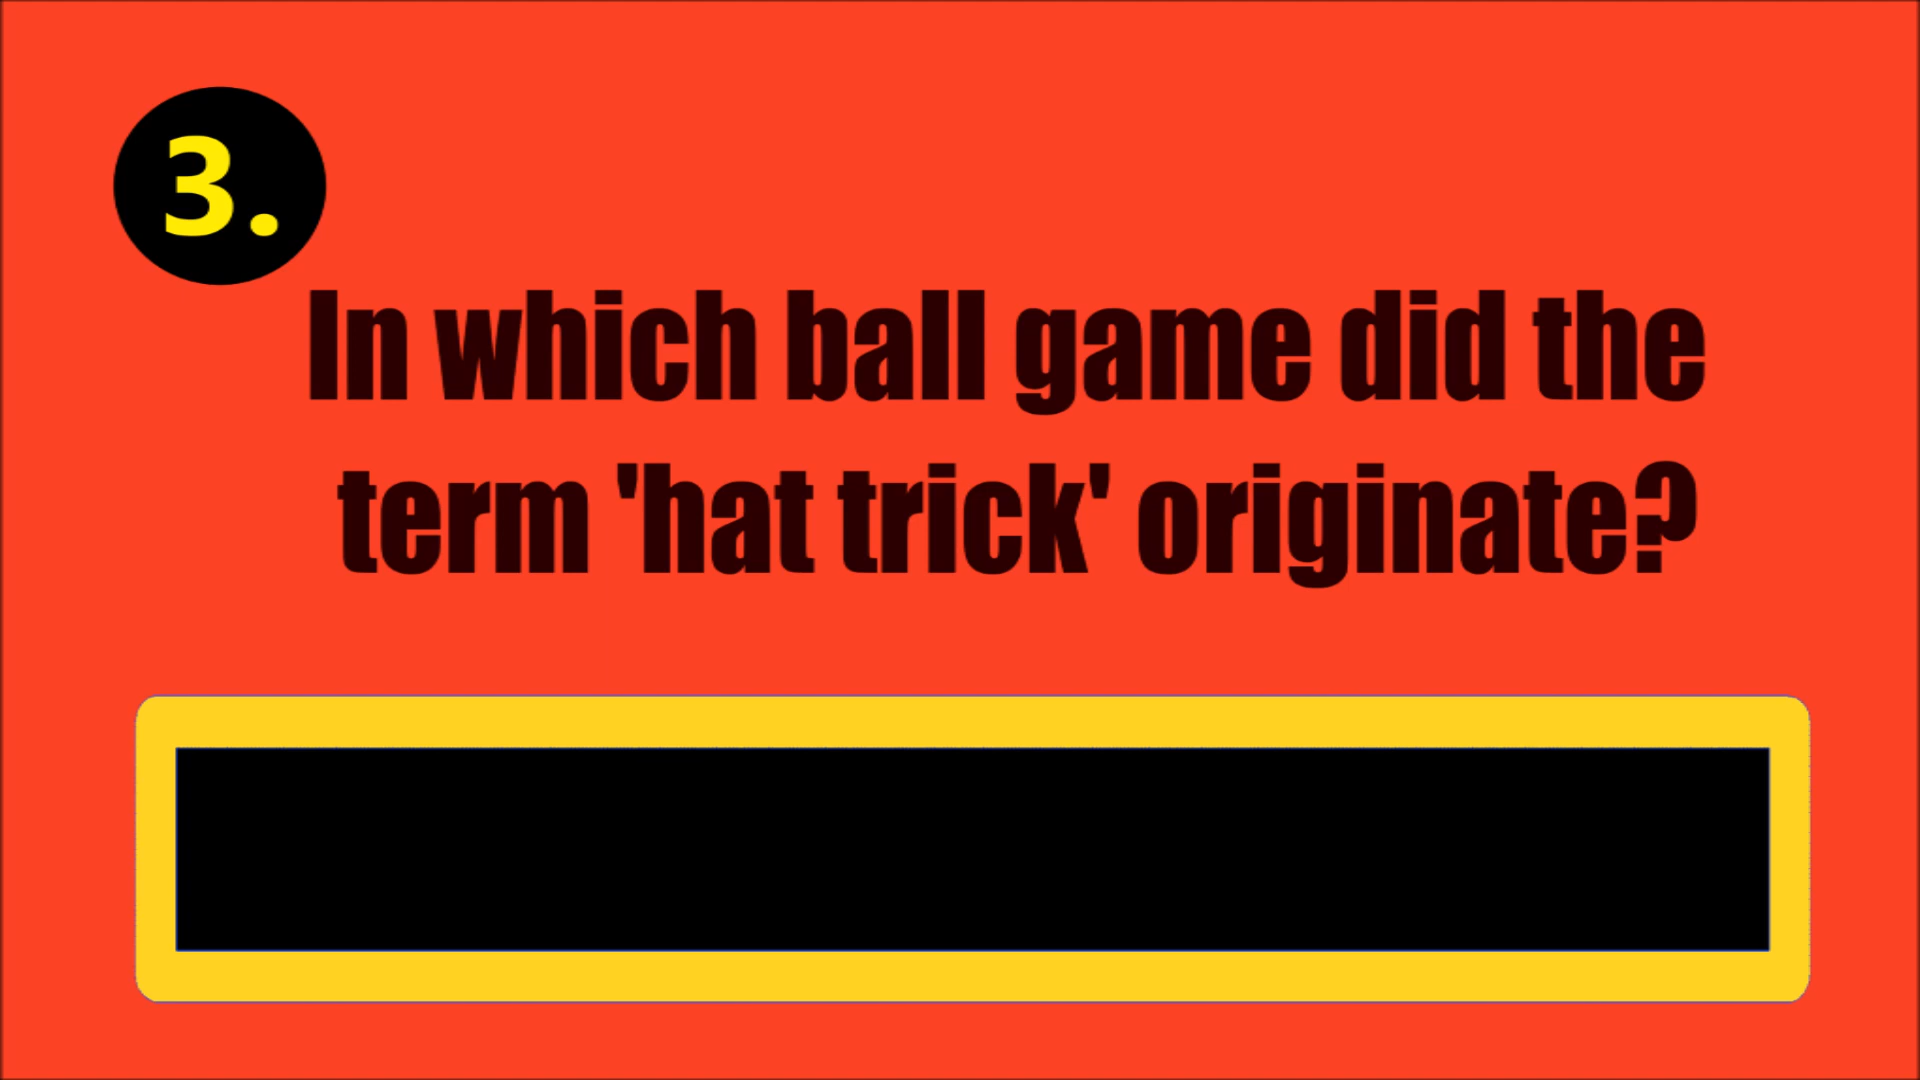 3.
In which ball game did the
term 'hat trick' originate?